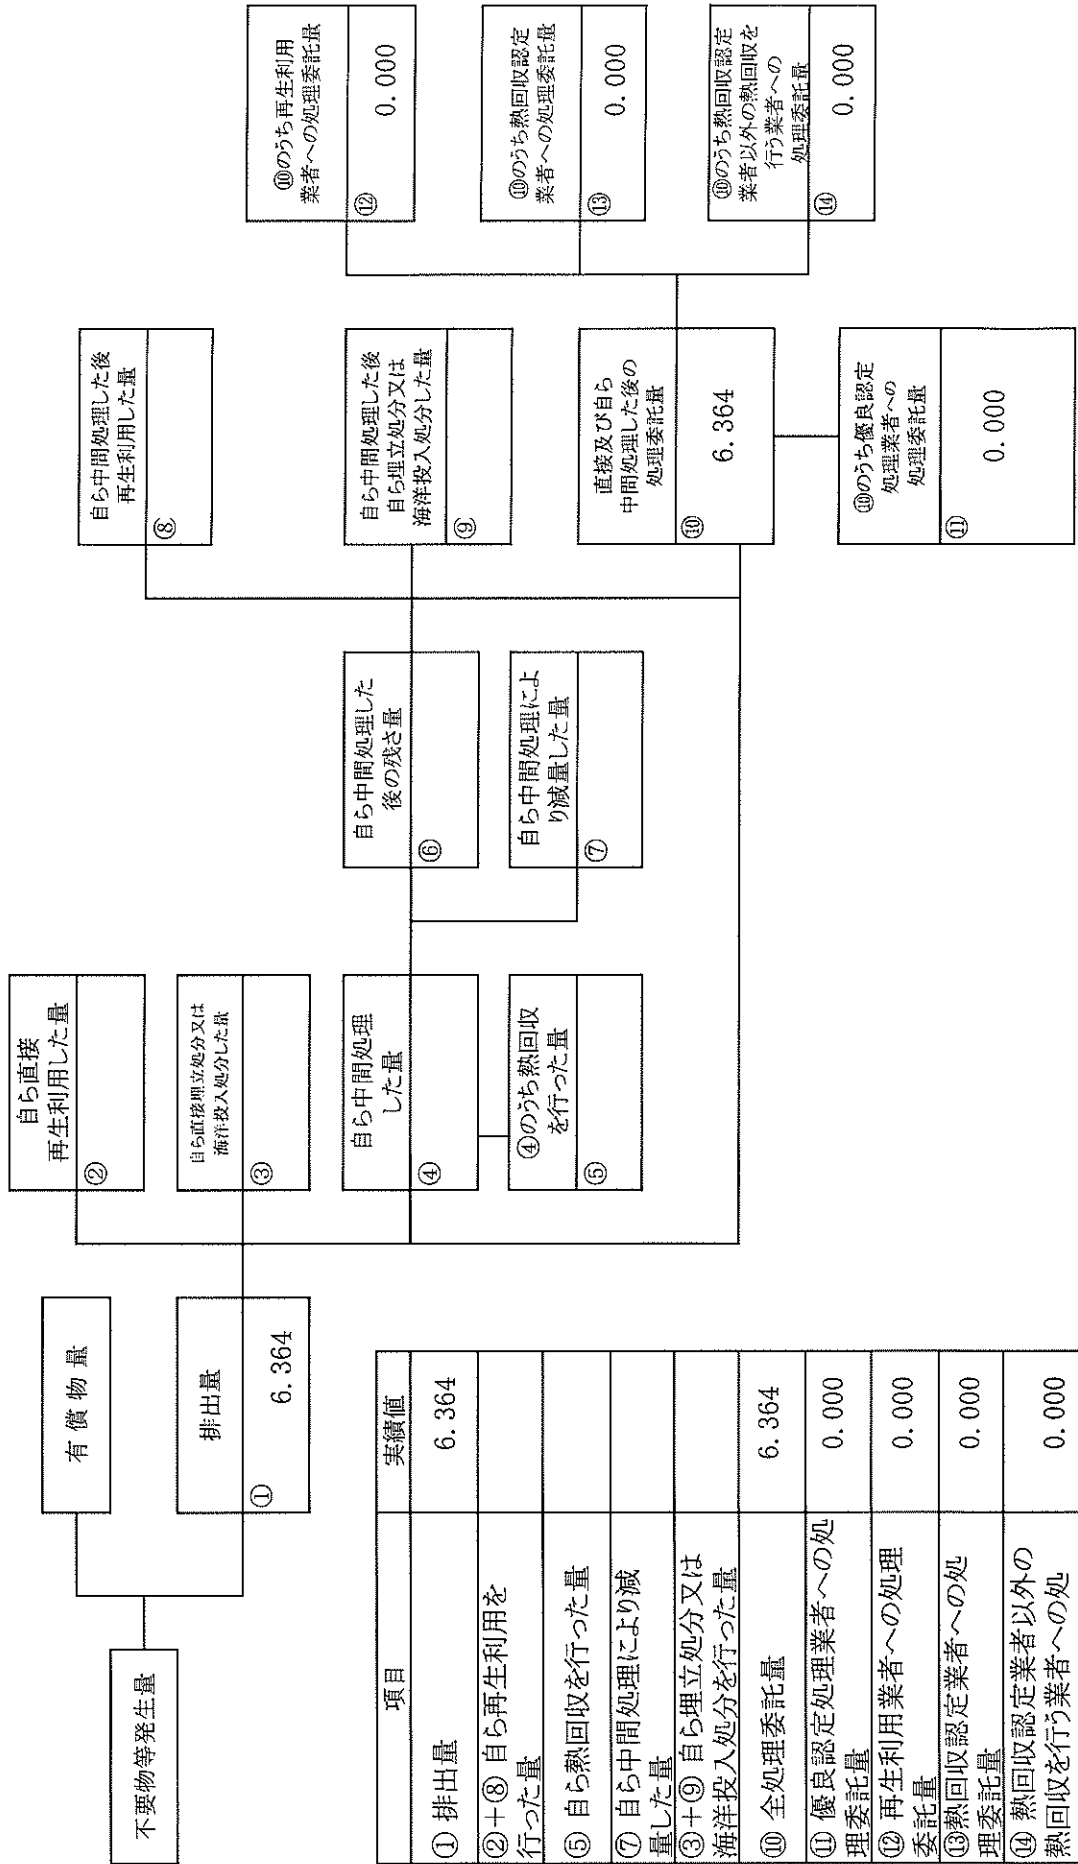 不要物等発生量
有償物量
排出量
①
6.364
自ら直接
再生利用した量
②
自ら直接埋立処分又は
海洋投入処分した量
③
自ら中間処理
した量
④
④のうち熱回収
を行った量
⑤
自ら中間処理した
後の残さ量
⑥
自ら中間処理によ
り減量した量
⑦
自ら中間処理した後
再生利用した量
⑧
自ら中間処理した後
自ら埋立処分又は
海洋投入処分した量
⑨
直接及び自ら
中間処理した後の
処理委託量
⑩
6.364
⑩のうち優良認定
処理業者への
処理委託量
⑪
0.000
⑩のうち再生利用
業者への処理委託量
⑫
0.000
⑩のうち熱回収認定
業者への処理委託量
⑬
0.000
⑩のうち熱回収認定
業者以外の熱回収を
行う業者への
処理委託量
⑭
0.000
項目 実績値
① 排出量 6.364
②+⑧ 自ら再生利用を
行った量
⑤ 自ら熱回収を行った量
⑦ 自ら中間処理により減
量した量
③+⑨ 自ら埋立処分又は
海洋投入処分を行った量
⑩ 全処理委託量 6.364
⑪ 優良認定処理業者への処
理委託量 0.000
⑫ 再生利用業者への処理
委託量 0.000
⑬熱回収認定業者への処
理委託量 0.000
⑭ 熱回収認定業者以外の
熱回収を行う業者への処 0.000